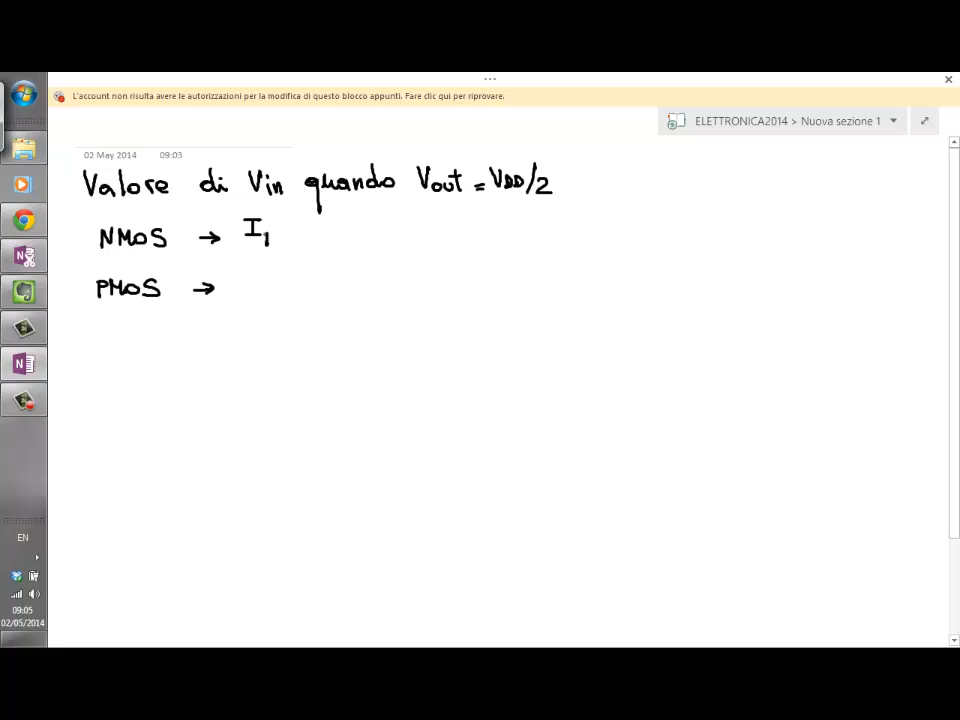 L'account non risulta avere le autorizzazioni per la modifica di questo blocco appunti. Fare clic qui per riprovare.
ELETTRONICA2014 > Nuova sezione 1
02 May 2014 09:03
Valore di Vin quando Vout = VDD/2
NMOS → I1
PMOS →
EN
09:05
02/05/2014